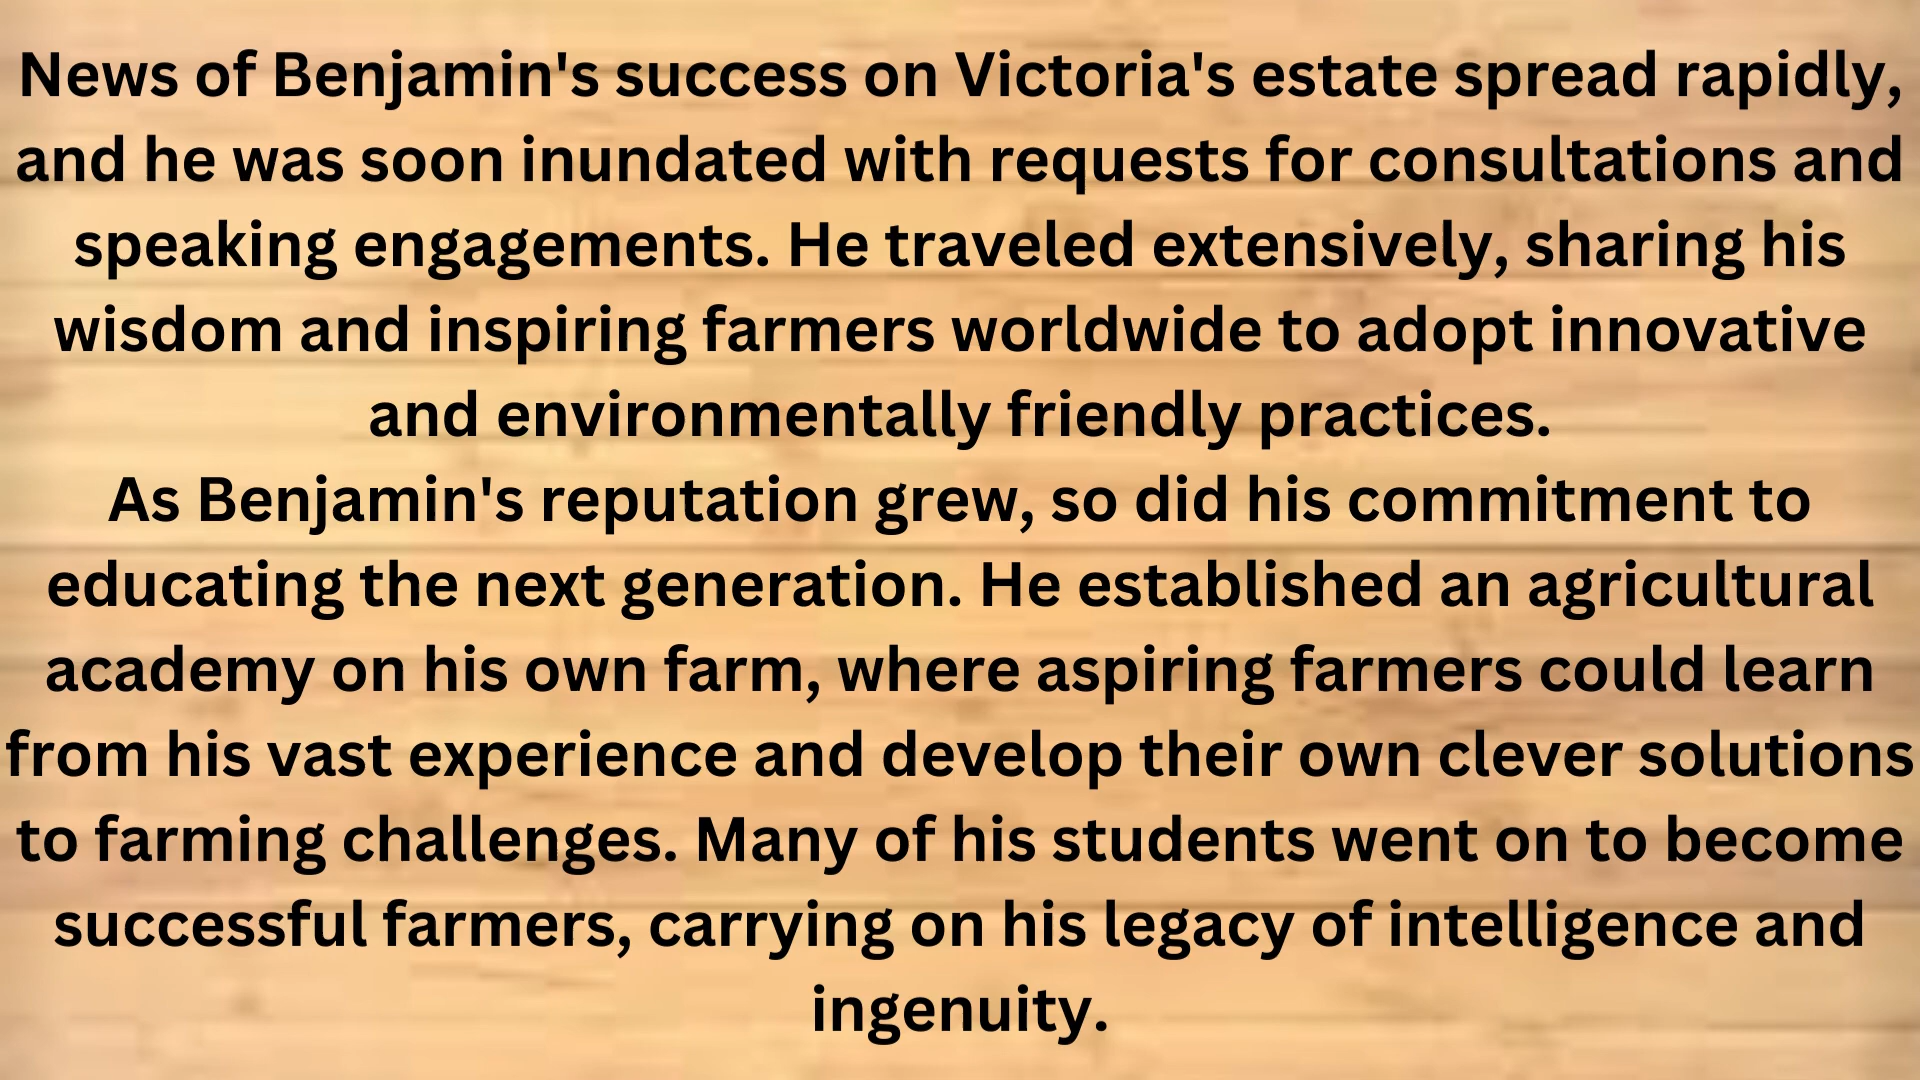 News of Benjamin's success on Victoria's estate spread rapidly,
and he was soon inundated with requests for consultations and
speaking engagements. He traveled extensively, sharing his
wisdom and inspiring farmers worldwide to adopt innovative
and environmentally friendly practices.
As Benjamin's reputation grew, so did his commitment to
educating the next generation. He established an agricultural
academy on his own farm, where aspiring farmers could learn
from his vast experience and develop their own clever solutions
to farming challenges. Many of his students went on to become
successful farmers, carrying on his legacy of intelligence and
ingenuity.